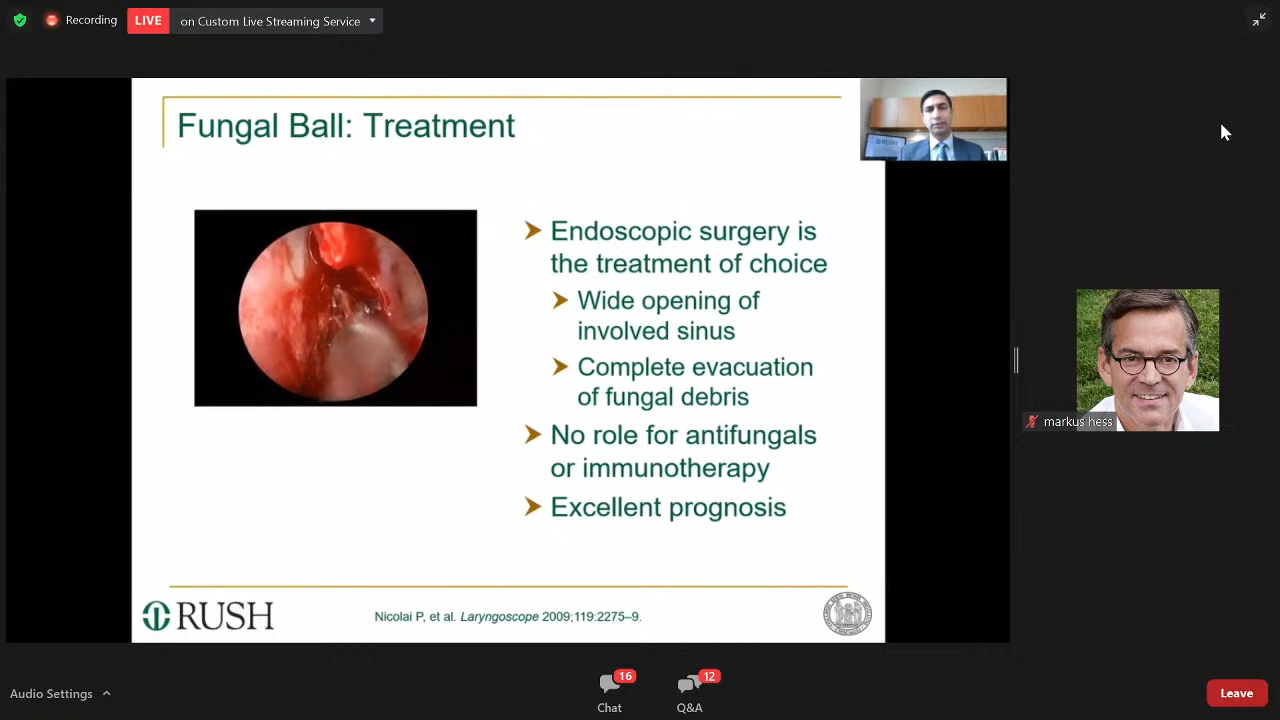 Recording
LIVE
on Custom Live Streaming Service
Fungal Ball: Treatment
RUSH
Endoscopic surgery is
the treatment of choice
Wide opening of
involved sinus
Complete evacuation
of fungal debris
No role for antifungals
or immunotherapy
Excellent prognosis
markus hess
RUSH
Nicolai P, et al. Laryngoscope 2009;119:2275–9.
Audio Settings
16
Chat
12
Q&A
Leave